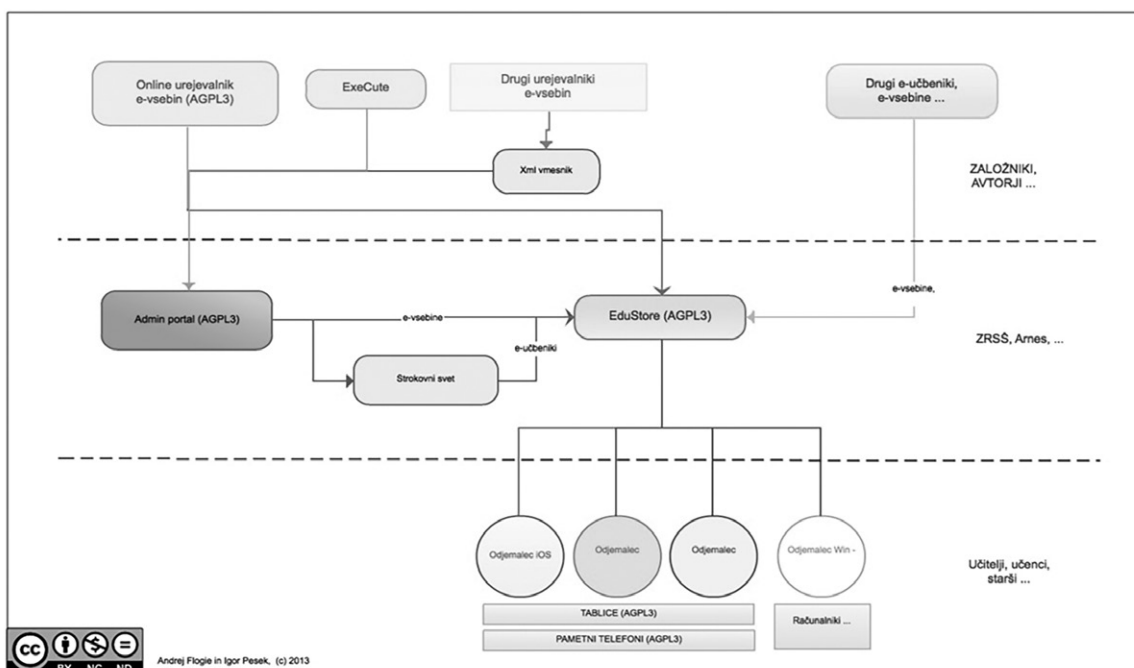 Online urejevalnik
e-vsebin (AGPL3)
ExeCute
Drugi urejevalniki
e-vsebin
Drugi e-učbeniki,
e-vsebine ...
Xml vmesnik
ZALOŽNIKI,
AVTORJI ...
e-vsebine,
Admin portal (AGPL3)
e-vsebine
EduStore (AGPL3)
e-učbeniki
ZRSŠ, Arnes, ...
Strokovni svet
Odjemalec iOS
Odjemalec
Odjemalec
Odjemalec Win -
Učitelji, učenci,
starši ...
TABLICE (AGPL3)
Računalniki ...
PAMETNI TELEFONI (AGPL3)
cc
BY NC ND
Andrej Flogie in Igor Pesek, (c) 2013